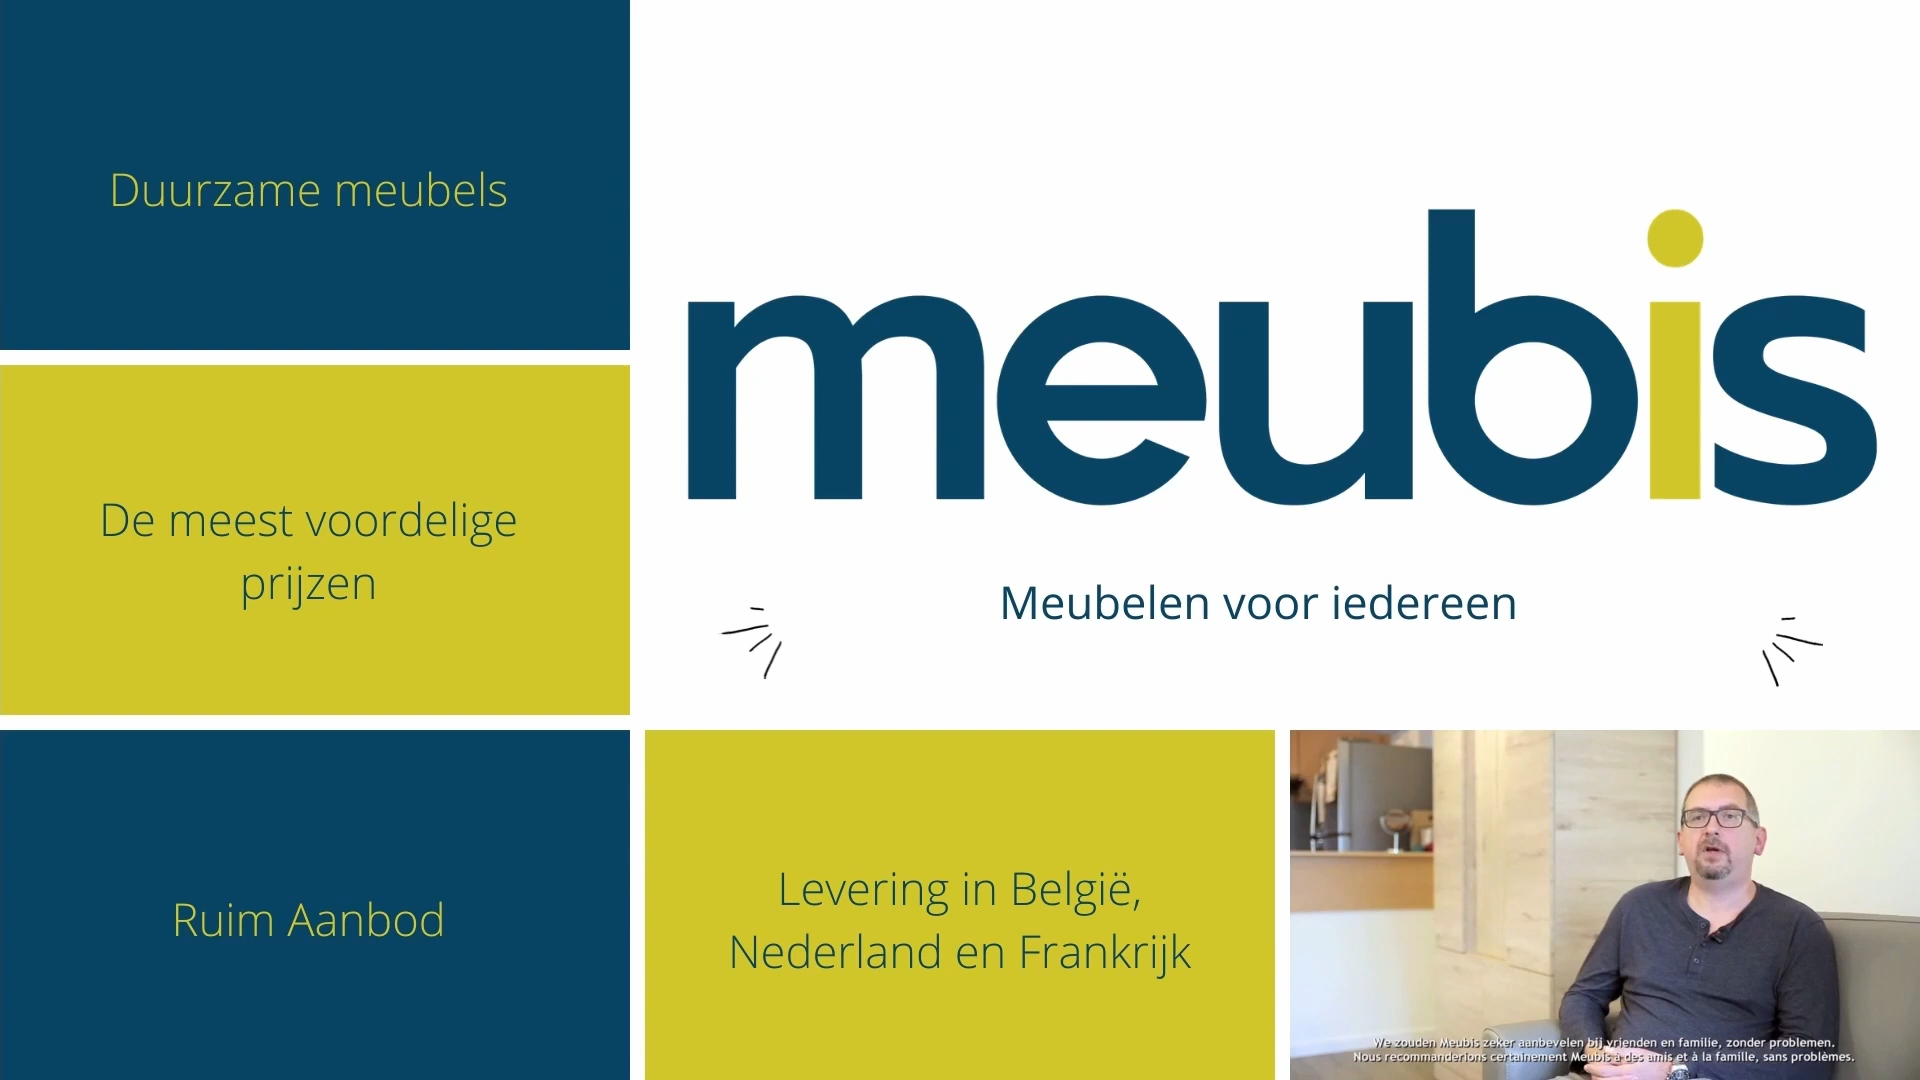 Duurzame meubels
De meest voordelige
prijzen
Ruim Aanbod
meubis
Meubelen voor iedereen
Levering in België,
Nederland en Frankrijk
We zouden Meubis zeker aanbevelen bij vrienden en familie, zonder problemen.
Nous recommanderions certainement Meubis à des amis et à la famille, sans problèmes.